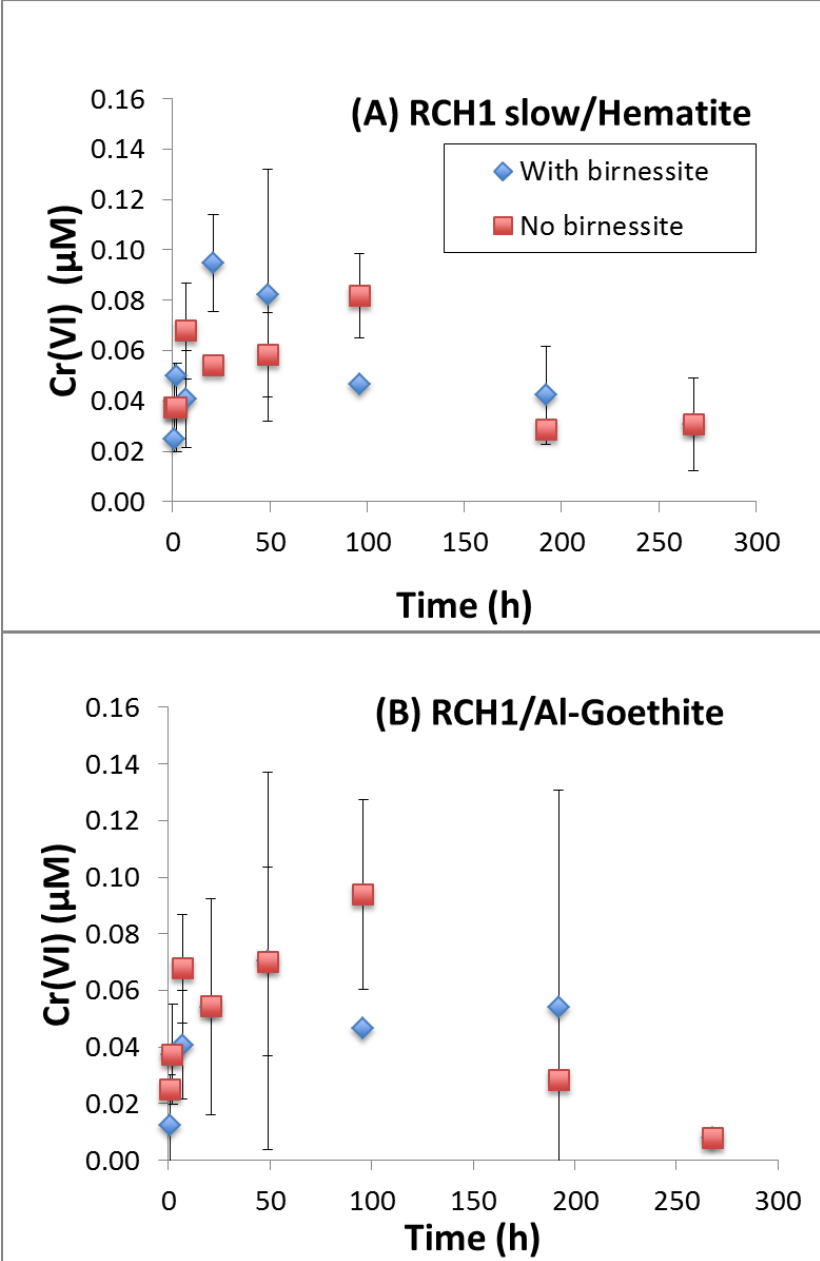 (A) RCH1 slow/Hematite
With birnessite
No birnessite
Cr(VI) (µM)
0.16
0.14
0.12
0.10
0.08
0.06
0.04
0.02
0.00
0 50 100 150 200 250 300
Time (h)
(B) RCH1/Al-Goethite
Cr(VI) (µM)
0.16
0.14
0.12
0.10
0.08
0.06
0.04
0.02
0.00
0 50 100 150 200 250 300
Time (h)